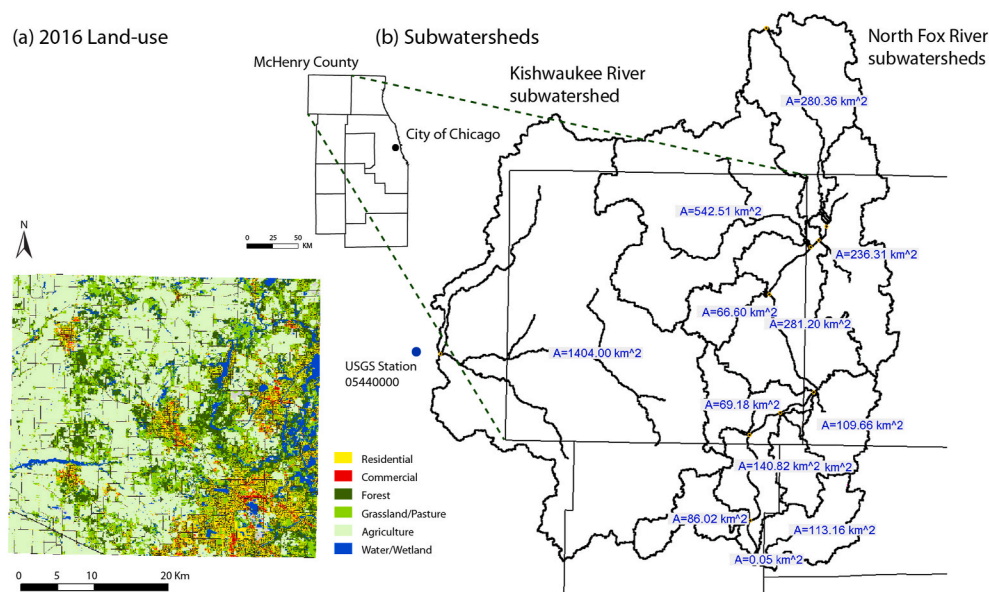 (a) 2016 Land-use
(b) Subwatersheds
North Fox River
subwatersheds
McHenry County
Kishwaukee River
subwatershed
City of Chicago
A=280.36 km^2
0 25 50
KM
N
A=542.51 km^2
A=236.31 km^2
A=66.60 km^2
A=281.20 km^2
USGS Station
05440000
A=1404.00 km^2
A=69.18 km^2
A=109.66 km^2
A=140.82 km^2
km^2
A=86.02 km^2
A=113.16 km^2
A=0.05 km^2
Residential
Commercial
Forest
Grassland/Pasture
Agriculture
Water/Wetland
0 5 10 20 Km